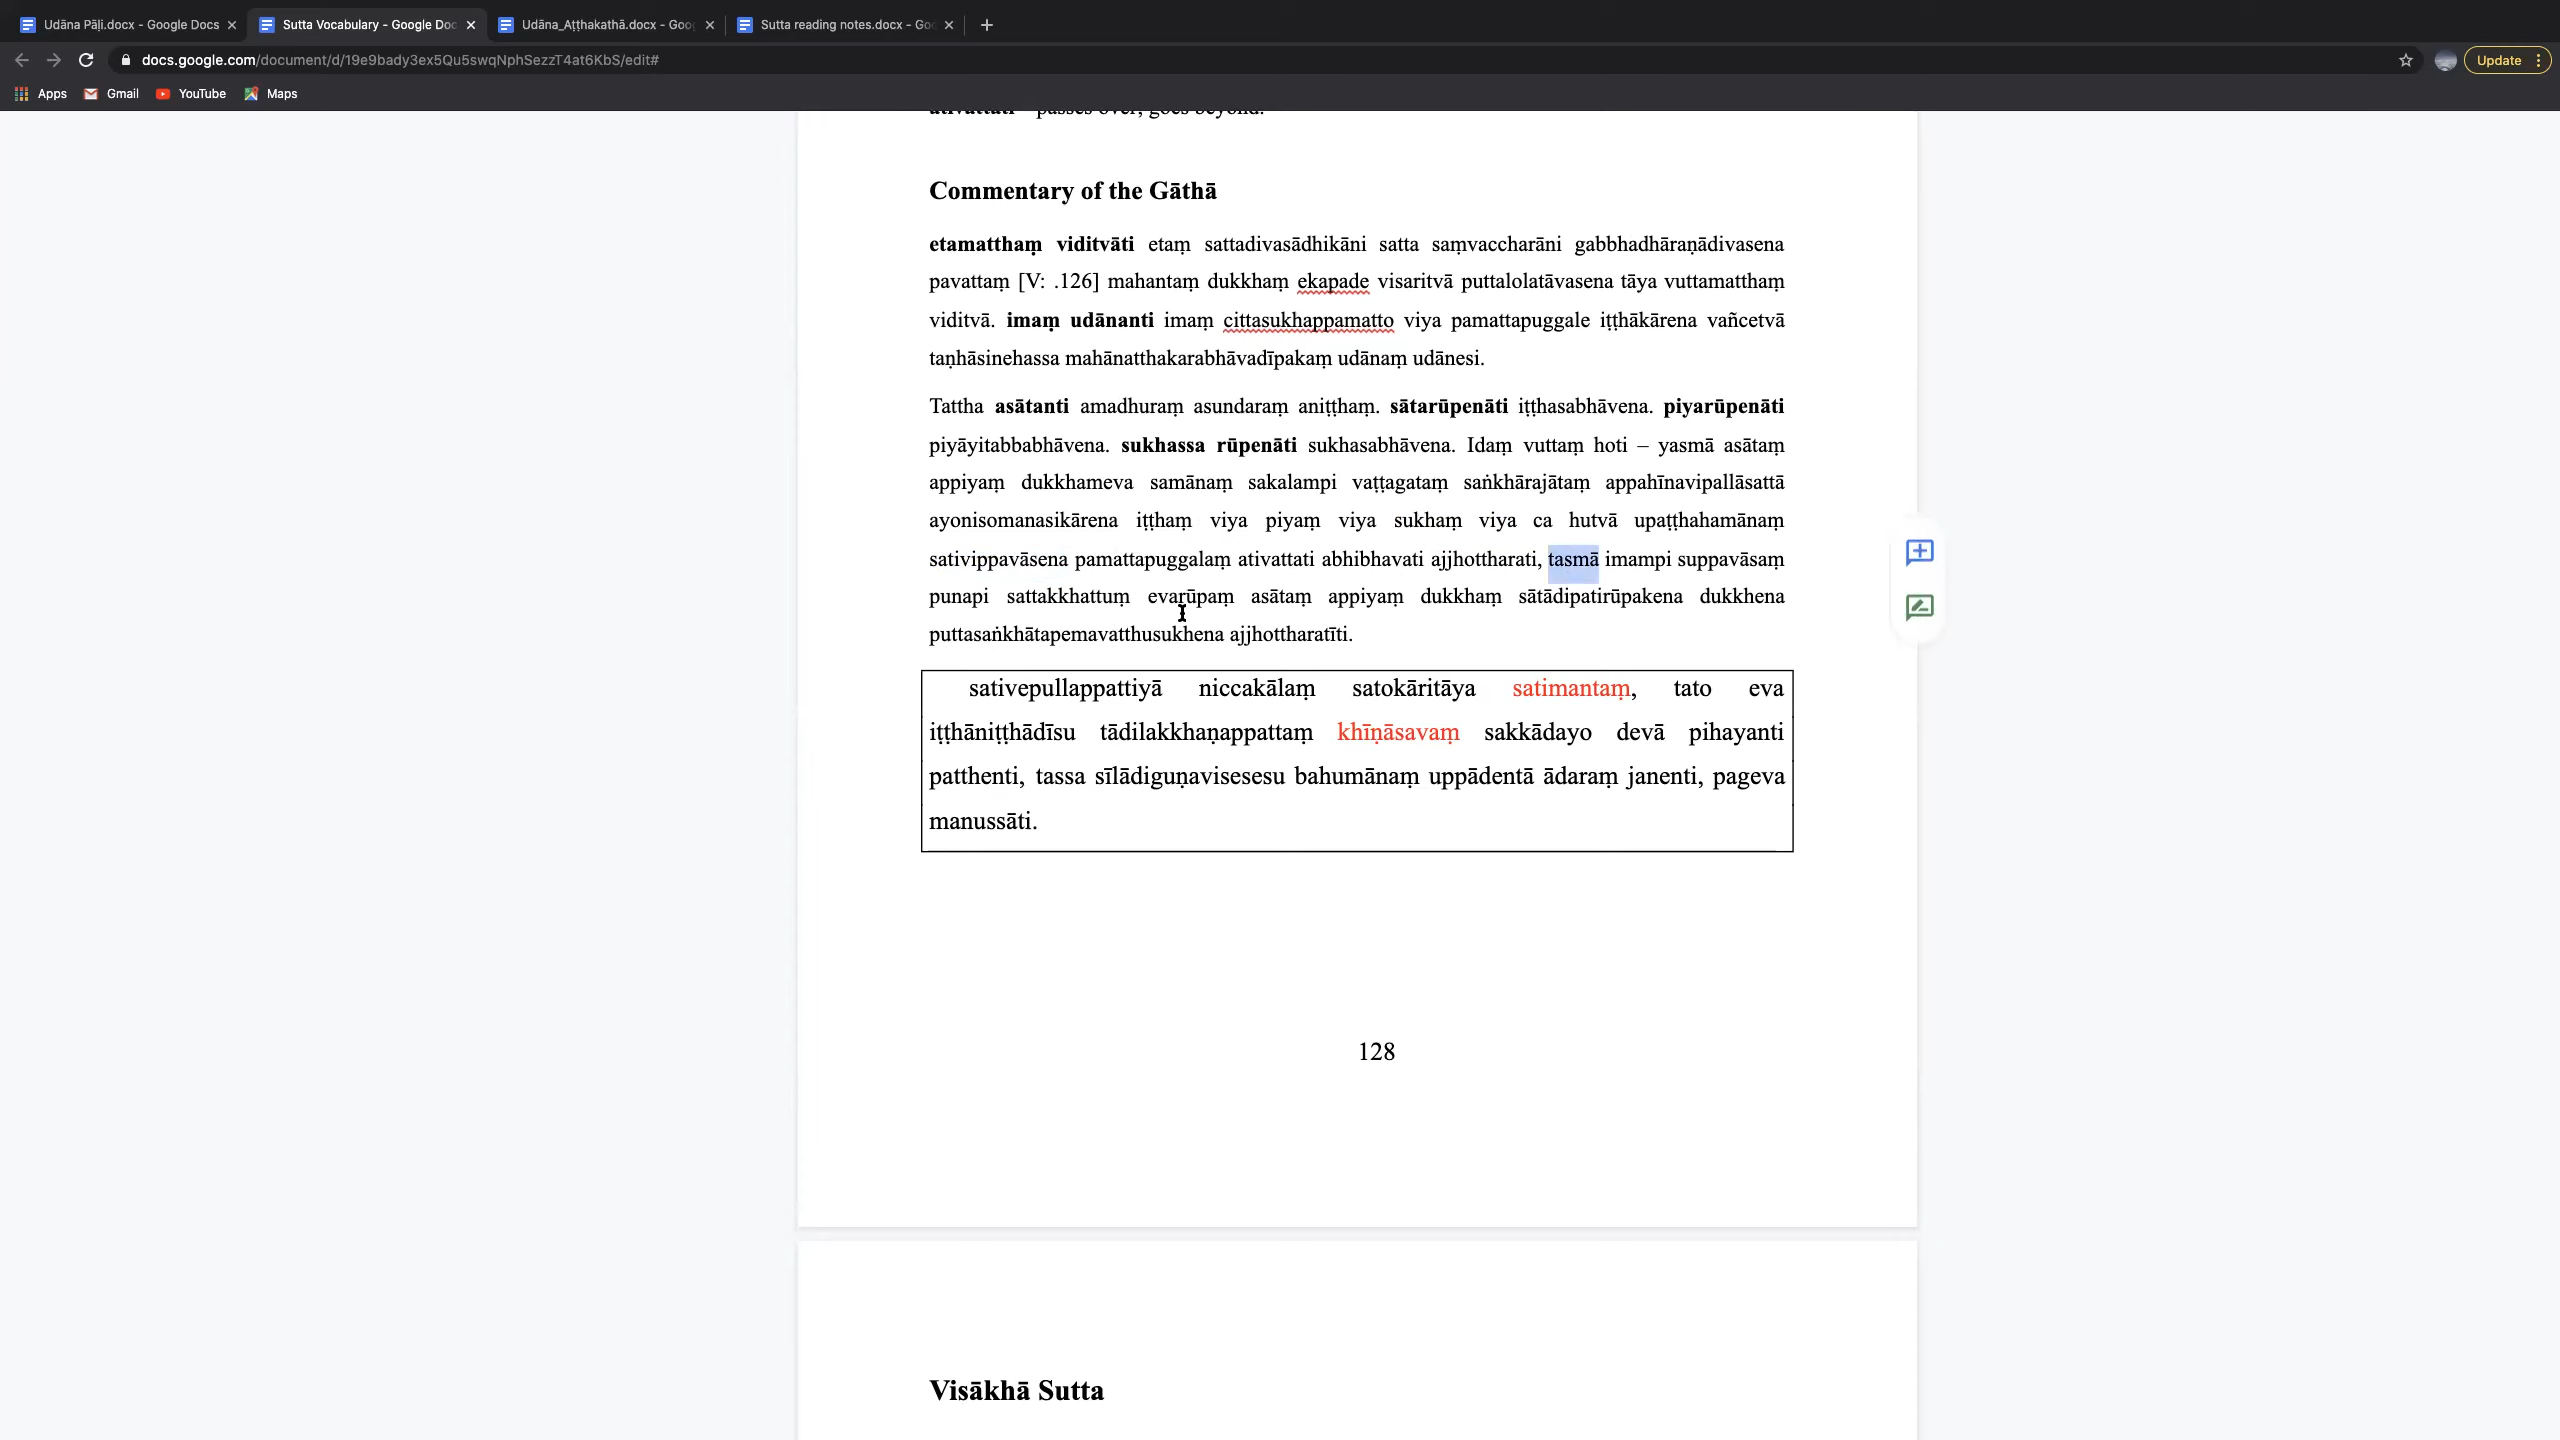 Udāna Pāḷi.docx - Google Docs
Sutta Vocabulary - Google Doc
Udāna_Aṭṭhakathā.docx - Goo
Sutta reading notes.docx - Go
docs.google.com/document/d/19e9bady3ex5Qu5swqNphSezzT4at6KbS/edit#
Update
Apps Gmail YouTube Maps
ativattati – passes over, goes beyond.
Commentary of the Gāthā
etamatthaṃ viditvāti etaṃ sattadivasādhikāni satta saṃvaccharāni gabbhadhāraṇādivasena
pavattaṃ [V: .126] mahantaṃ dukkhaṃ ekapade visaritvā puttalolatāvasena tāya vuttamatthaṃ
viditvā. imaṃ udānanti imaṃ cittasukhappamatto viya pamattapuggale iṭṭhākārena vañcetvā
taṇhāsinehassa mahānatthakarabhāvadīpakaṃ udānaṃ udānesi.
Tattha asātanti amadhuraṃ asundaraṃ aniṭṭhaṃ. sātarūpenāti iṭṭhasabhāvena. piyarūpenāti
piyāyitabbabhāvena. sukhassa rūpenāti sukhasabhāvena. Idaṃ vuttaṃ hoti – yasmā asātaṃ
appiyaṃ dukkhameva samānaṃ sakalampi vaṭṭagataṃ saṅkhārajātaṃ appahīnavipallāsattā
ayonisomanasikārena iṭṭhaṃ viya piyaṃ viya sukhaṃ viya ca hutvā upaṭṭhahamānaṃ
sativippavāsena pamattapuggalaṃ ativattati abhibhavati ajjhottharati, tasmā imampi suppavāsaṃ
punapi sattakkhattuṃ evarūpaṃ asātaṃ appiyaṃ dukkhaṃ sātādipatirūpakena dukkhena
puttasaṅkhātapemavatthusukhena ajjhottharatīti.
sativepullappattiyā niccakālaṃ satokāritāya satimantaṃ, tato eva
iṭṭhāniṭṭhādīsu tādilakkhaṇappattaṃ khīṇāsavaṃ sakkādayo devā pihayanti
patthenti, tassa sīlādiguṇavisesesu bahumānaṃ uppādentā ādaraṃ janenti, pageva
manussāti.
128
Visākhā Sutta